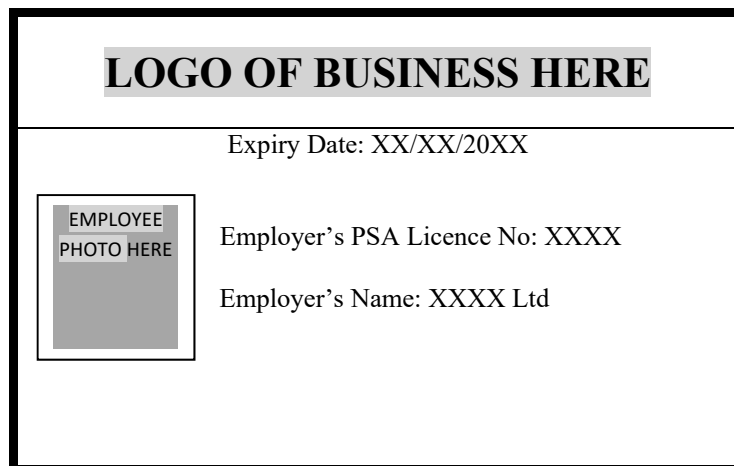 LOGO OF BUSINESS HERE
Expiry Date: XX/XX/20XX
EMPLOYEE
PHOTO HERE
Employer’s PSA Licence No: XXXX
Employer’s Name: XXXX Ltd